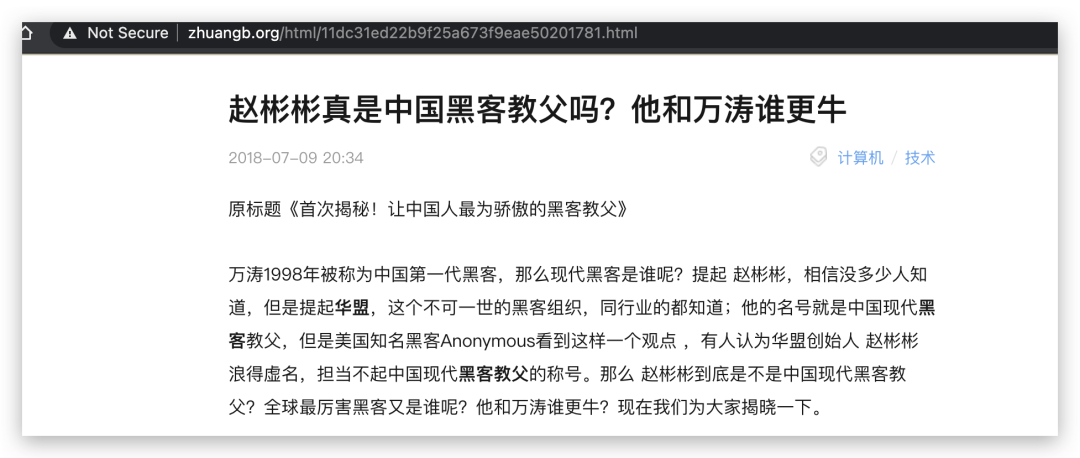 Not Secure | zhuangb.org/html/11dc31ed22b9f25a673f9eae50201781.html
赵彬彬真是中国黑客教父吗？他和万涛谁更牛
2018-07-09 20:34 计算机 / 技术
原标题《首次揭秘！让中国人最为骄傲的黑客教父》
万涛1998年被称为中国第一代黑客，那么现代黑客是谁呢？提起 赵彬彬，相信没多少人知
道，但是提起华盟，这个不可一世的黑客组织，同行业的都知道；他的名号就是中国现代黑
客教父，但是美国知名黑客Anonymous看到这样一个观点 ，有人认为华盟创始人 赵彬彬
浪得虚名，担当不起中国现代黑客教父的称号。那么 赵彬彬到底是不是中国现代黑客教
父？全球最厉害黑客又是谁呢？他和万涛谁更牛？现在我们为大家揭晓一下。